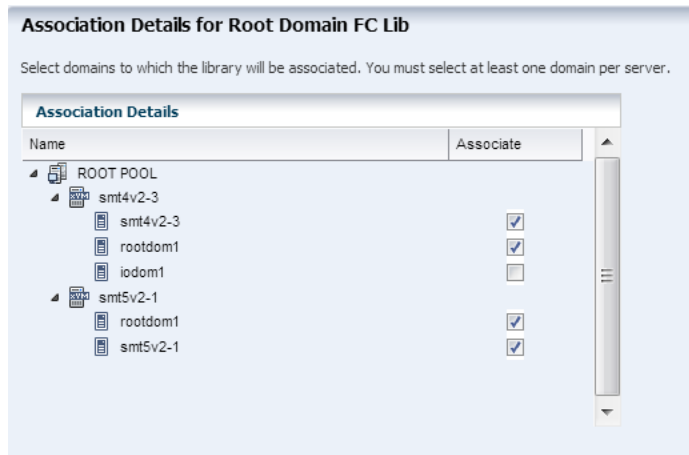 Association Details for Root Domain FC Lib
Select domains to which the library will be associated. You must select at least one domain per server.
Association Details
Name Associate
ROOT POOL
smt4v2-3
smt4v2-3
rootdom1
iodom1
smt5v2-1
rootdom1
smt5v2-1